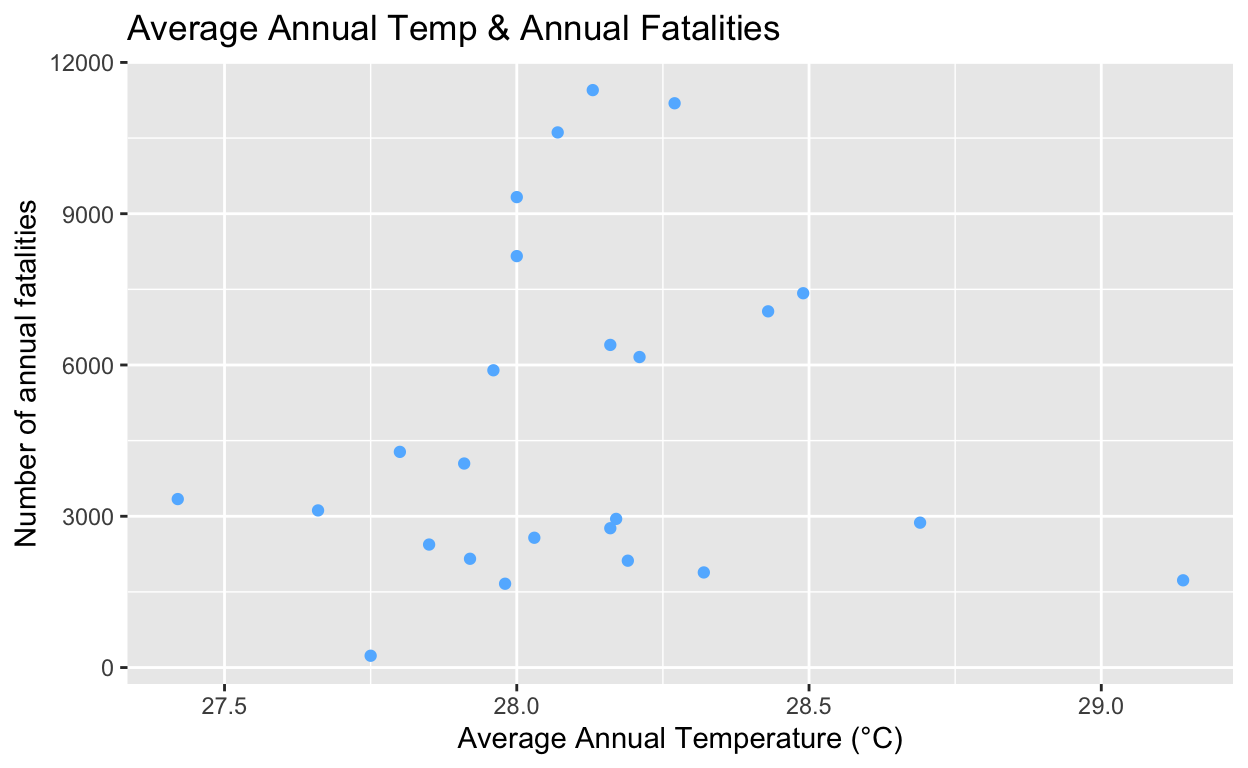 Average Annual Temp & Annual Fatalities
12000
9000
6000
3000
0
Number of annual fatalities
27.5 28.0 28.5 29.0
Average Annual Temperature (°C)